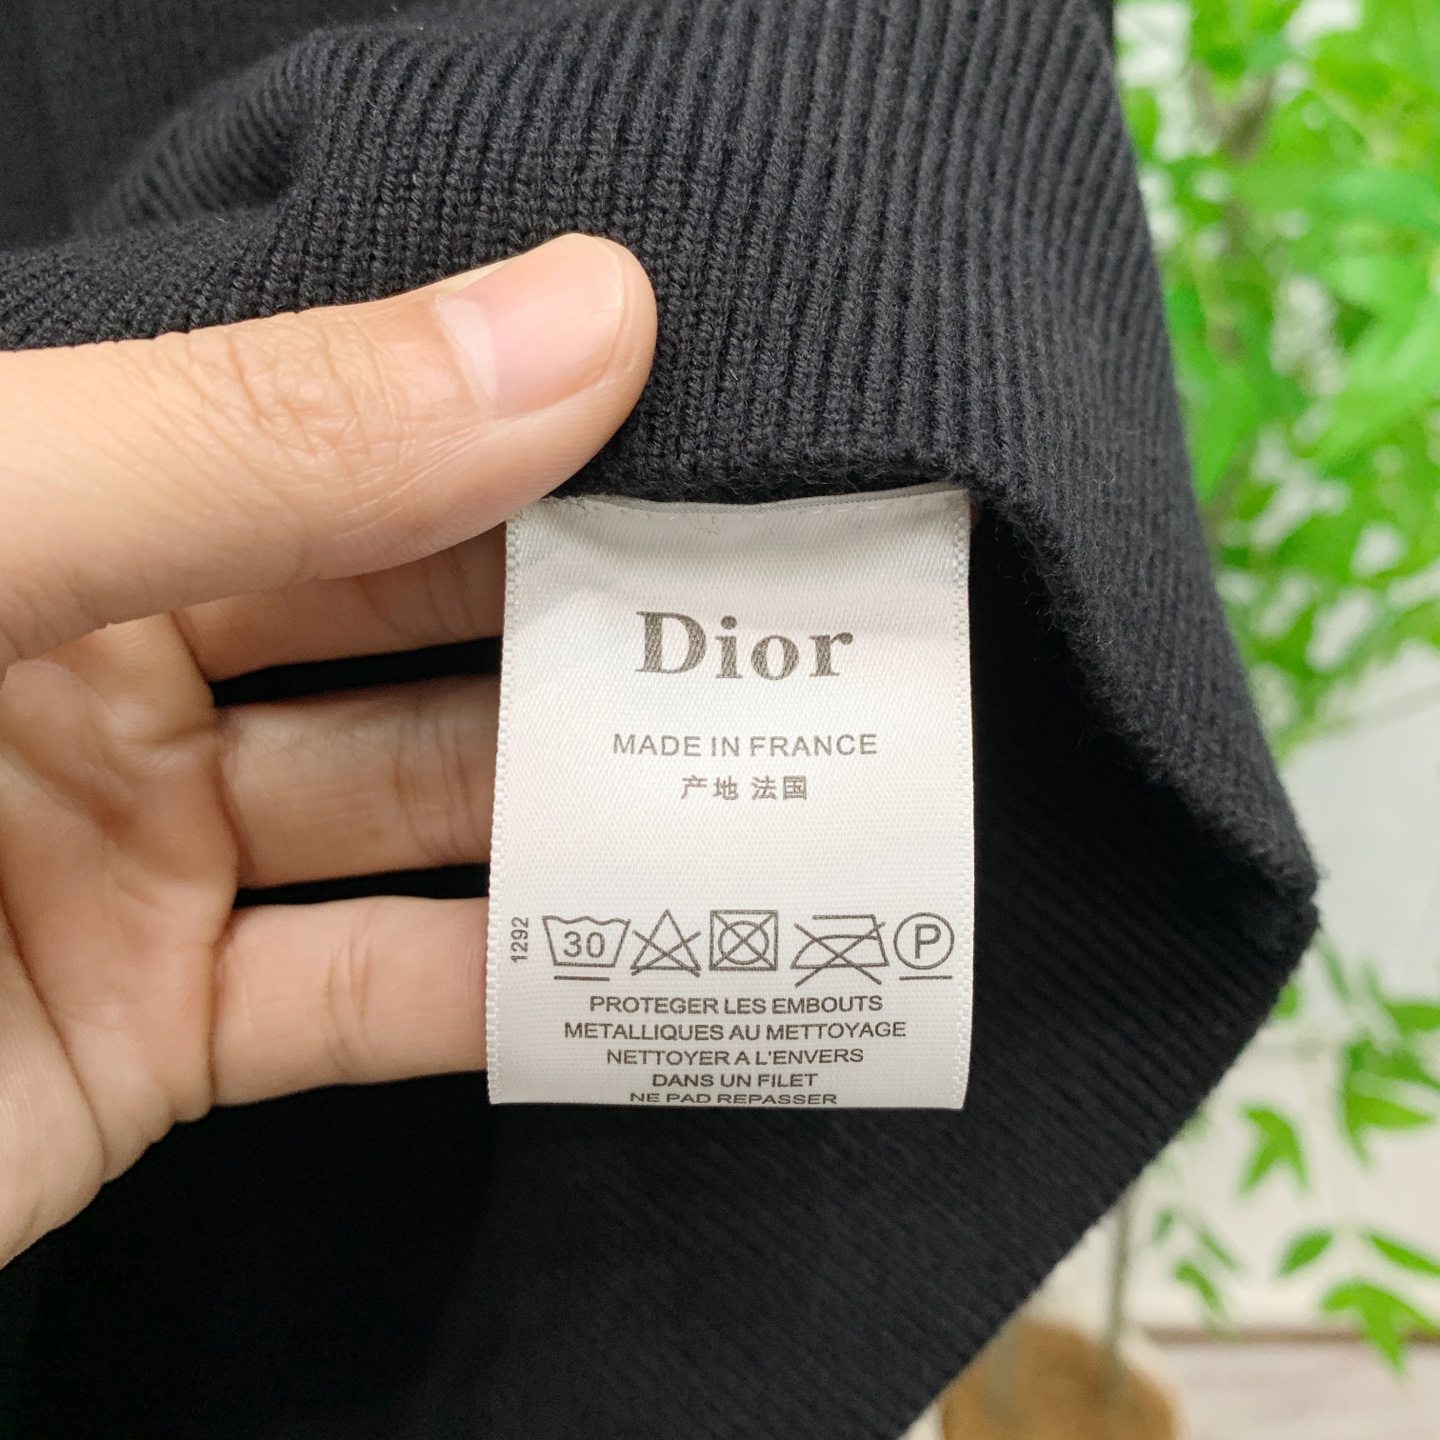 Dior
MADE IN FRANCE
产地 法国
1292
30 P
PROTEGER LES EMBOUTS
METALLIQUES AU METTOYAGE
NETTOYER A L'ENVERS
DANS UN FILET
NE PAD REPASSER